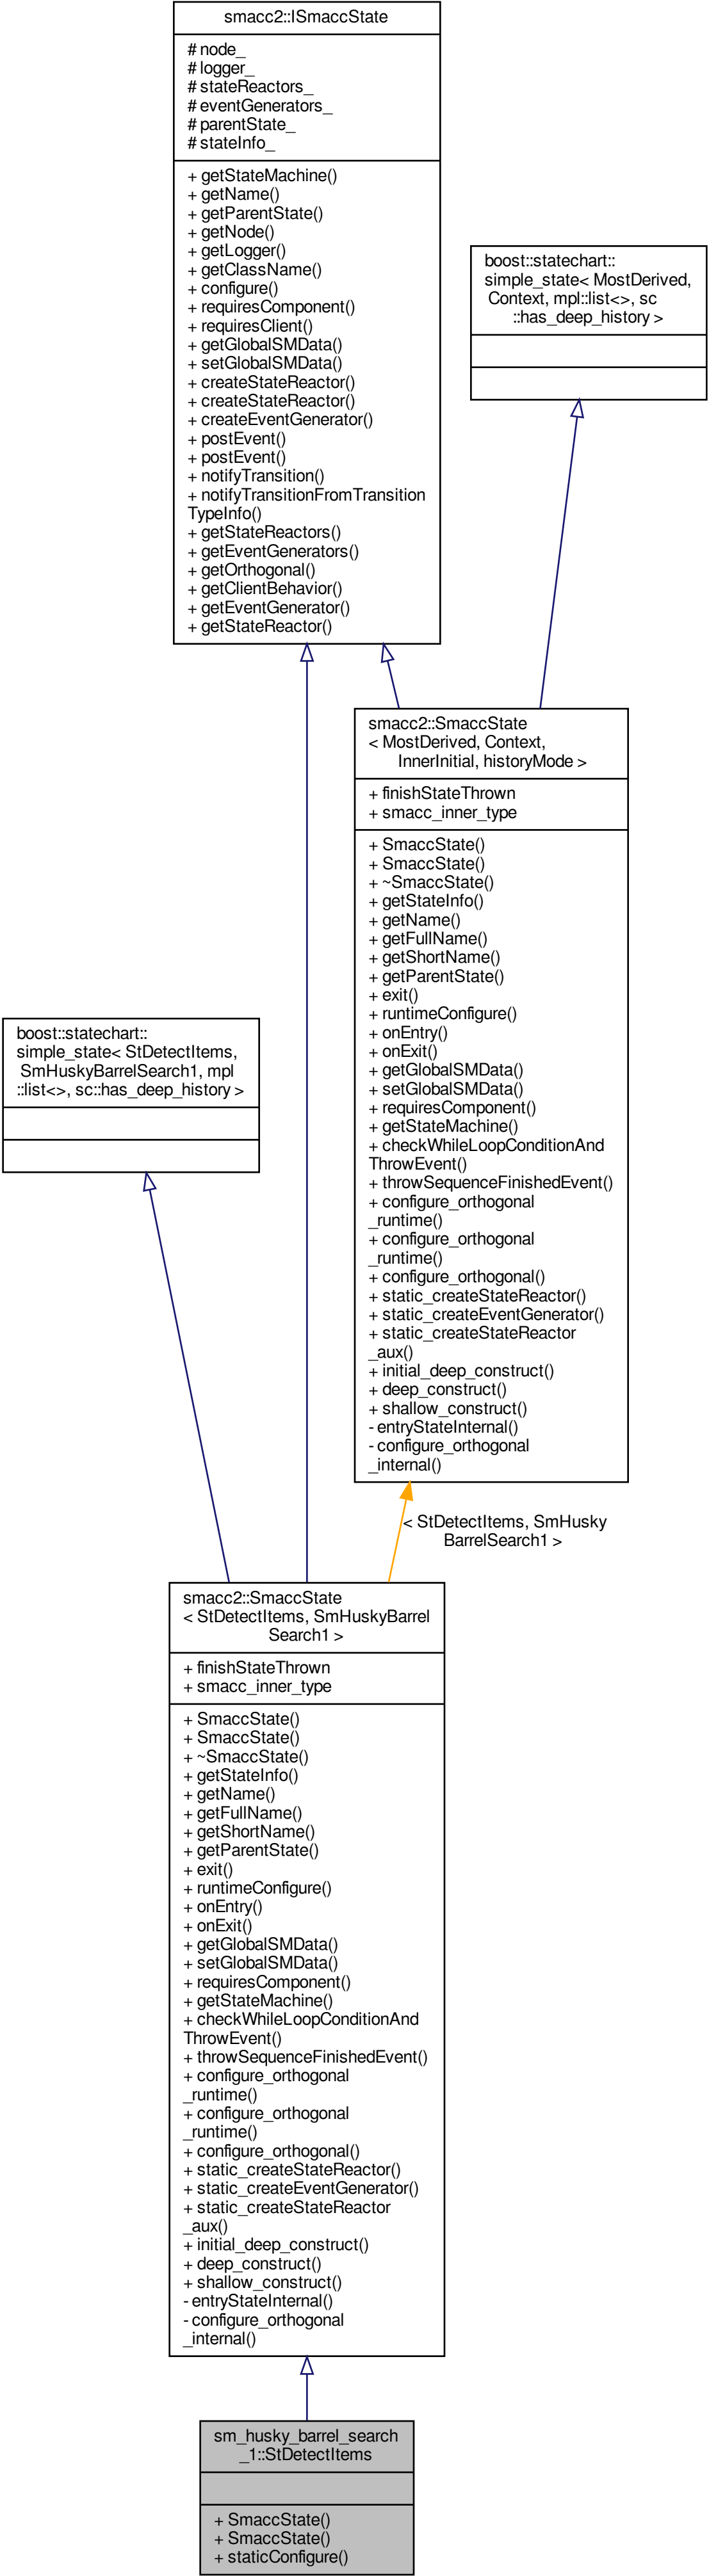 smacc2::ISmaccState
# node_
# logger_
# stateReactors_
# eventGenerators_
# parentState_
# stateInfo_
+ getStateMachine()
+ getName()
+ getParentState()
+ getNode()
+ getLogger()
+ getClassName()
+ configure()
+ requiresComponent()
+ requiresClient()
+ getGlobalSMData()
+ setGlobalSMData()
+ createStateReactor()
+ createStateReactor()
+ createEventGenerator()
+ postEvent()
+ postEvent()
+ notifyTransition()
+ notifyTransitionFromTransition
TypeInfo()
+ getStateReactors()
+ getEventGenerators()
+ getOrthogonal()
+ getClientBehavior()
+ getEventGenerator()
+ getStateReactor()
boost::statechart::
simple_state< MostDerived,
Context, mpl::list<>, sc
::has_deep_history >
smacc2::SmaccState
< MostDerived, Context,
InnerInitial, historyMode >
+ finishStateThrown
+ smacc_inner_type
+ SmaccState()
+ SmaccState()
+ ~SmaccState()
+ getStateInfo()
+ getName()
+ getFullName()
+ getShortName()
+ getParentState()
+ exit()
+ runtimeConfigure()
+ onEntry()
+ onExit()
+ getGlobalSMData()
+ setGlobalSMData()
+ requiresComponent()
+ getStateMachine()
+ checkWhileLoopConditionAnd
ThrowEvent()
+ throwSequenceFinishedEvent()
+ configure_orthogonal
_runtime()
+ configure_orthogonal
_runtime()
+ configure_orthogonal()
+ static_createStateReactor()
+ static_createEventGenerator()
+ static_createStateReactor
_aux()
+ initial_deep_construct()
+ deep_construct()
+ shallow_construct()
- entryStateInternal()
- configure_orthogonal
_internal()
boost::statechart::
simple_state< StDetectItems,
SmHuskyBarrelSearch1, mpl
::list<>, sc::has_deep_history >
< StDetectItems, SmHusky
BarrelSearch1 >
smacc2::SmaccState
< StDetectItems, SmHuskyBarrel
Search1 >
+ finishStateThrown
+ smacc_inner_type
+ SmaccState()
+ SmaccState()
+ ~SmaccState()
+ getStateInfo()
+ getName()
+ getFullName()
+ getShortName()
+ getParentState()
+ exit()
+ runtimeConfigure()
+ onEntry()
+ onExit()
+ getGlobalSMData()
+ setGlobalSMData()
+ requiresComponent()
+ getStateMachine()
+ checkWhileLoopConditionAnd
ThrowEvent()
+ throwSequenceFinishedEvent()
+ configure_orthogonal
_runtime()
+ configure_orthogonal
_runtime()
+ configure_orthogonal()
+ static_createStateReactor()
+ static_createEventGenerator()
+ static_createStateReactor
_aux()
+ initial_deep_construct()
+ deep_construct()
+ shallow_construct()
- entryStateInternal()
- configure_orthogonal
_internal()
sm_husky_barrel_search
_1::StDetectItems
+ SmaccState()
+ SmaccState()
+ staticConfigure()